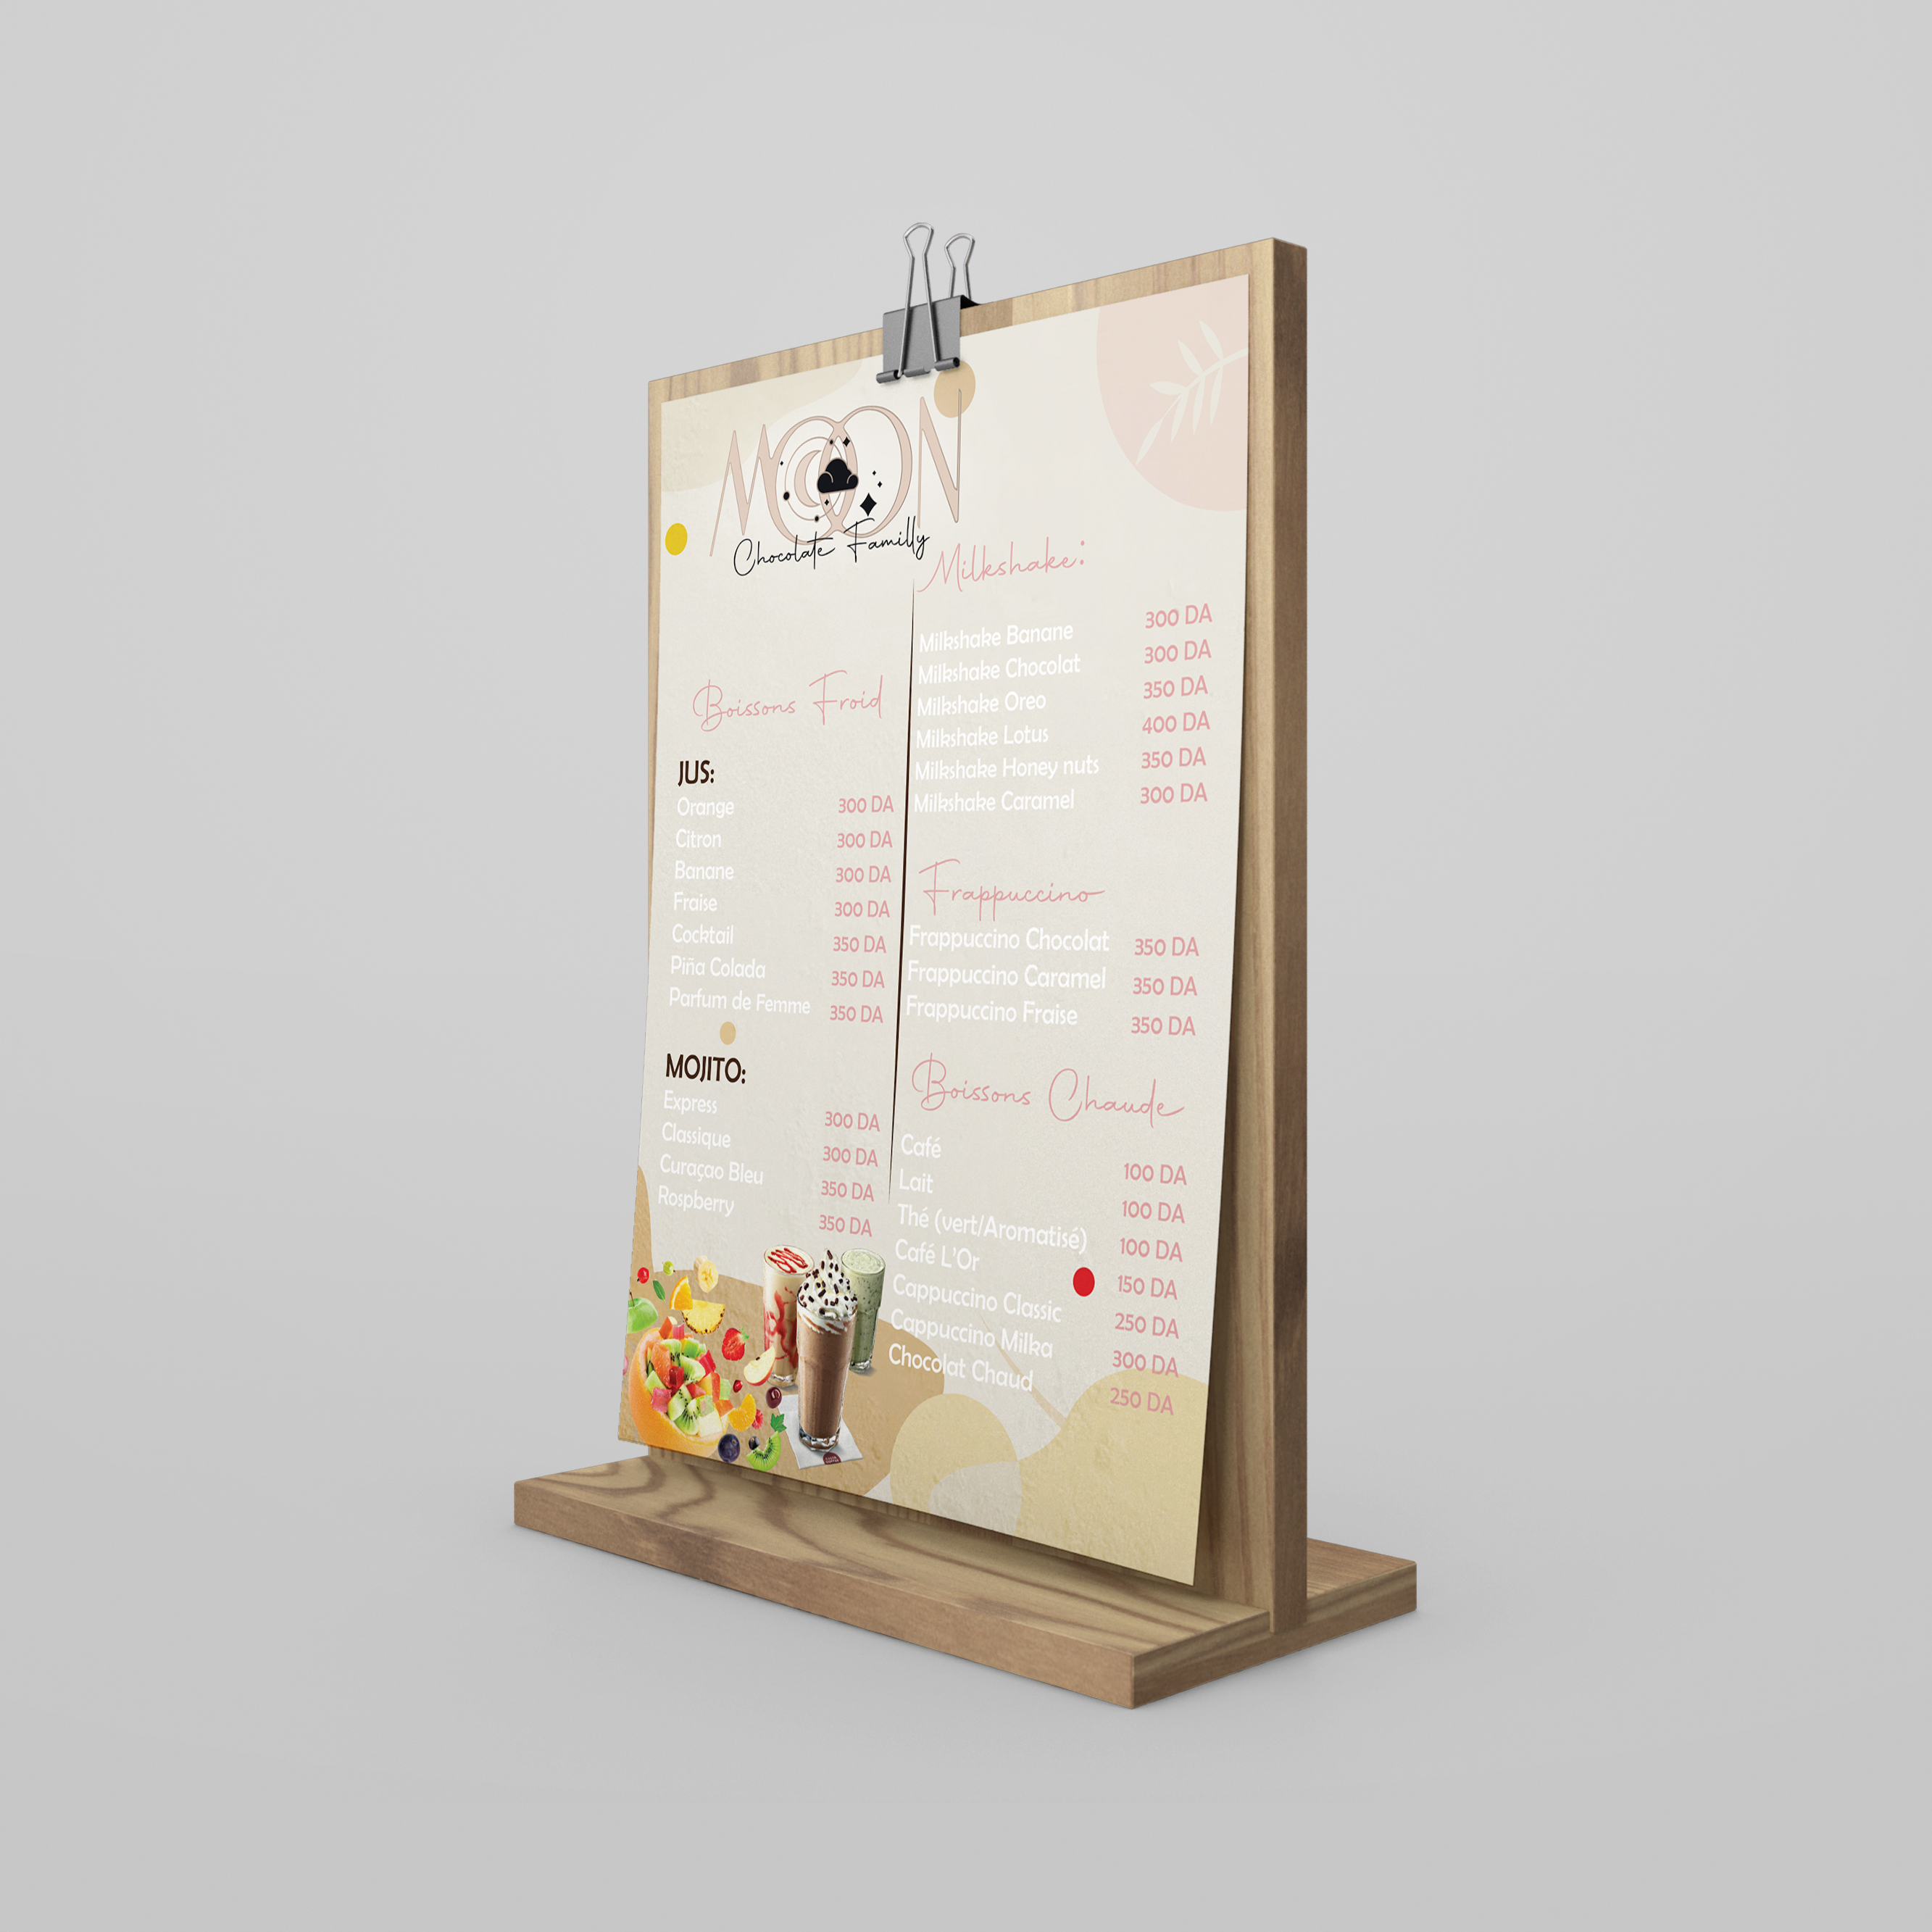 MOON
Chocolate Familly
Boissons Froid
JUS:
Orange 300 DA
Citron 300 DA
Banane 300 DA
Fraise 300 DA
Cocktail 350 DA
Piña Colada 350 DA
Parfum de Femme 350 DA
MOJITO:
Express 300 DA
Classique 300 DA
Curaçao Bleu 350 DA
Rospberry 350 DA
Milkshake:
Milkshake Banane 300 DA
Milkshake Chocolat 300 DA
Milkshake Oreo 350 DA
Milkshake Lotus 400 DA
Milkshake Honey nuts 350 DA
Milkshake Caramel 300 DA
Frappuccino
Frappuccino Chocolat 350 DA
Frappuccino Caramel 350 DA
Frappuccino Fraise 350 DA
Boissons Chaude
Café 100 DA
Lait 100 DA
Thé (vert/Aromatisé) 100 DA
Café L'Or 150 DA
Cappuccino Classic 250 DA
Cappuccino Milka 300 DA
Chocolat Chaud 250 DA